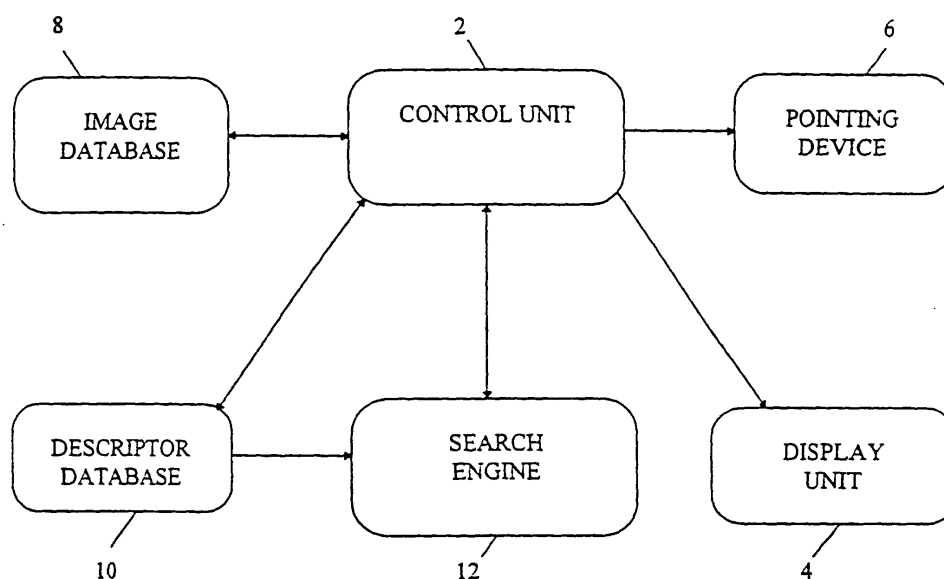 8
2
6
IMAGE
DATABASE
CONTROL UNIT
POINTING
DEVICE
DESCRIPTOR
DATABASE
SEARCH
ENGINE
DISPLAY
UNIT
10
12
4